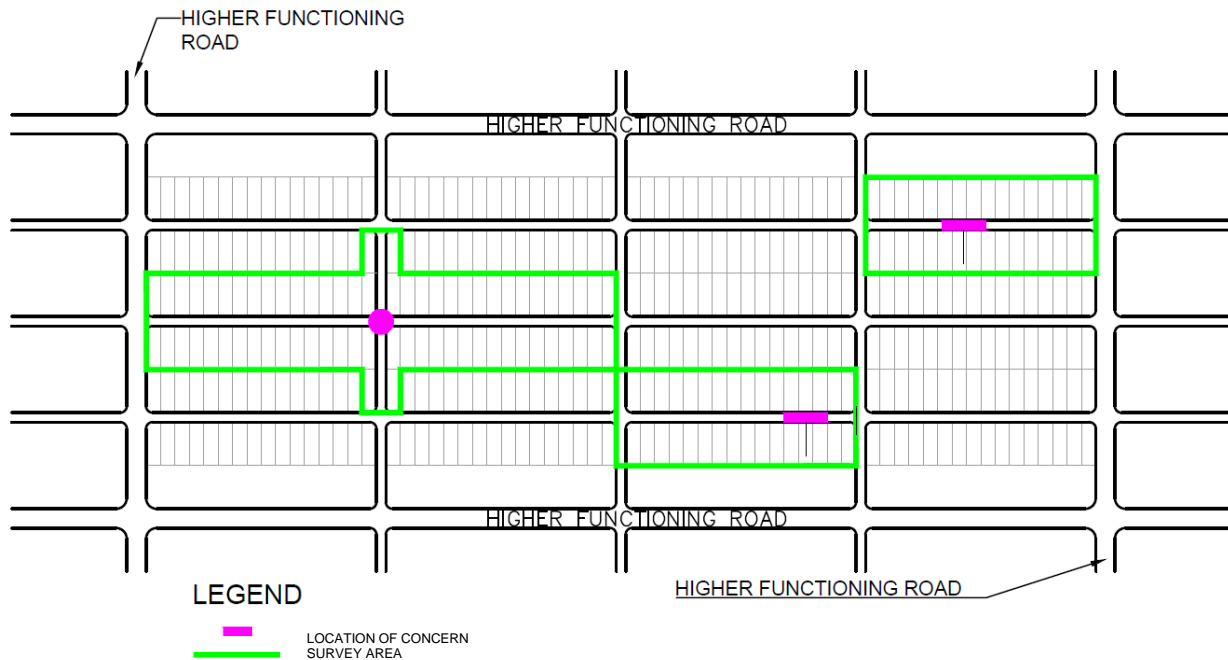 HIGHER FUNCTIONING
ROAD
HIGHER FUNCTIONING ROAD
HIGHER FUNCTIONING ROAD
HIGHER FUNCTIONING ROAD
LEGEND
LOCATION OF CONCERN
SURVEY AREA